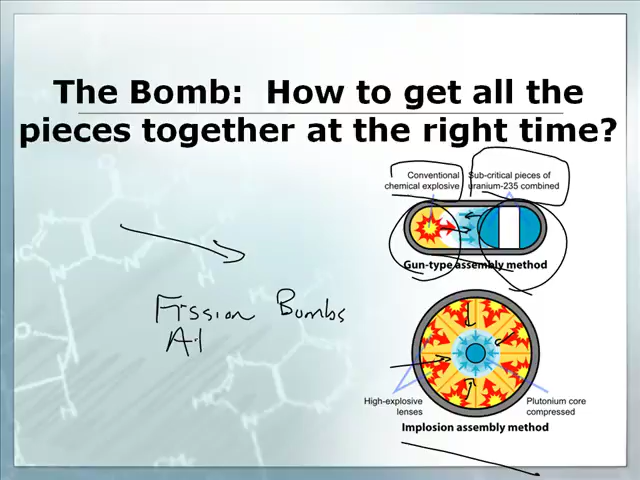 The Bomb: How to get all the
pieces together at the right time?
Conventional
chemical explosive
Sub-critical pieces of
uranium-235 combined
Gun-type assembly method
Fission Bombs
At
High-explosive
lenses
Plutonium core
compressed
Implosion assembly method